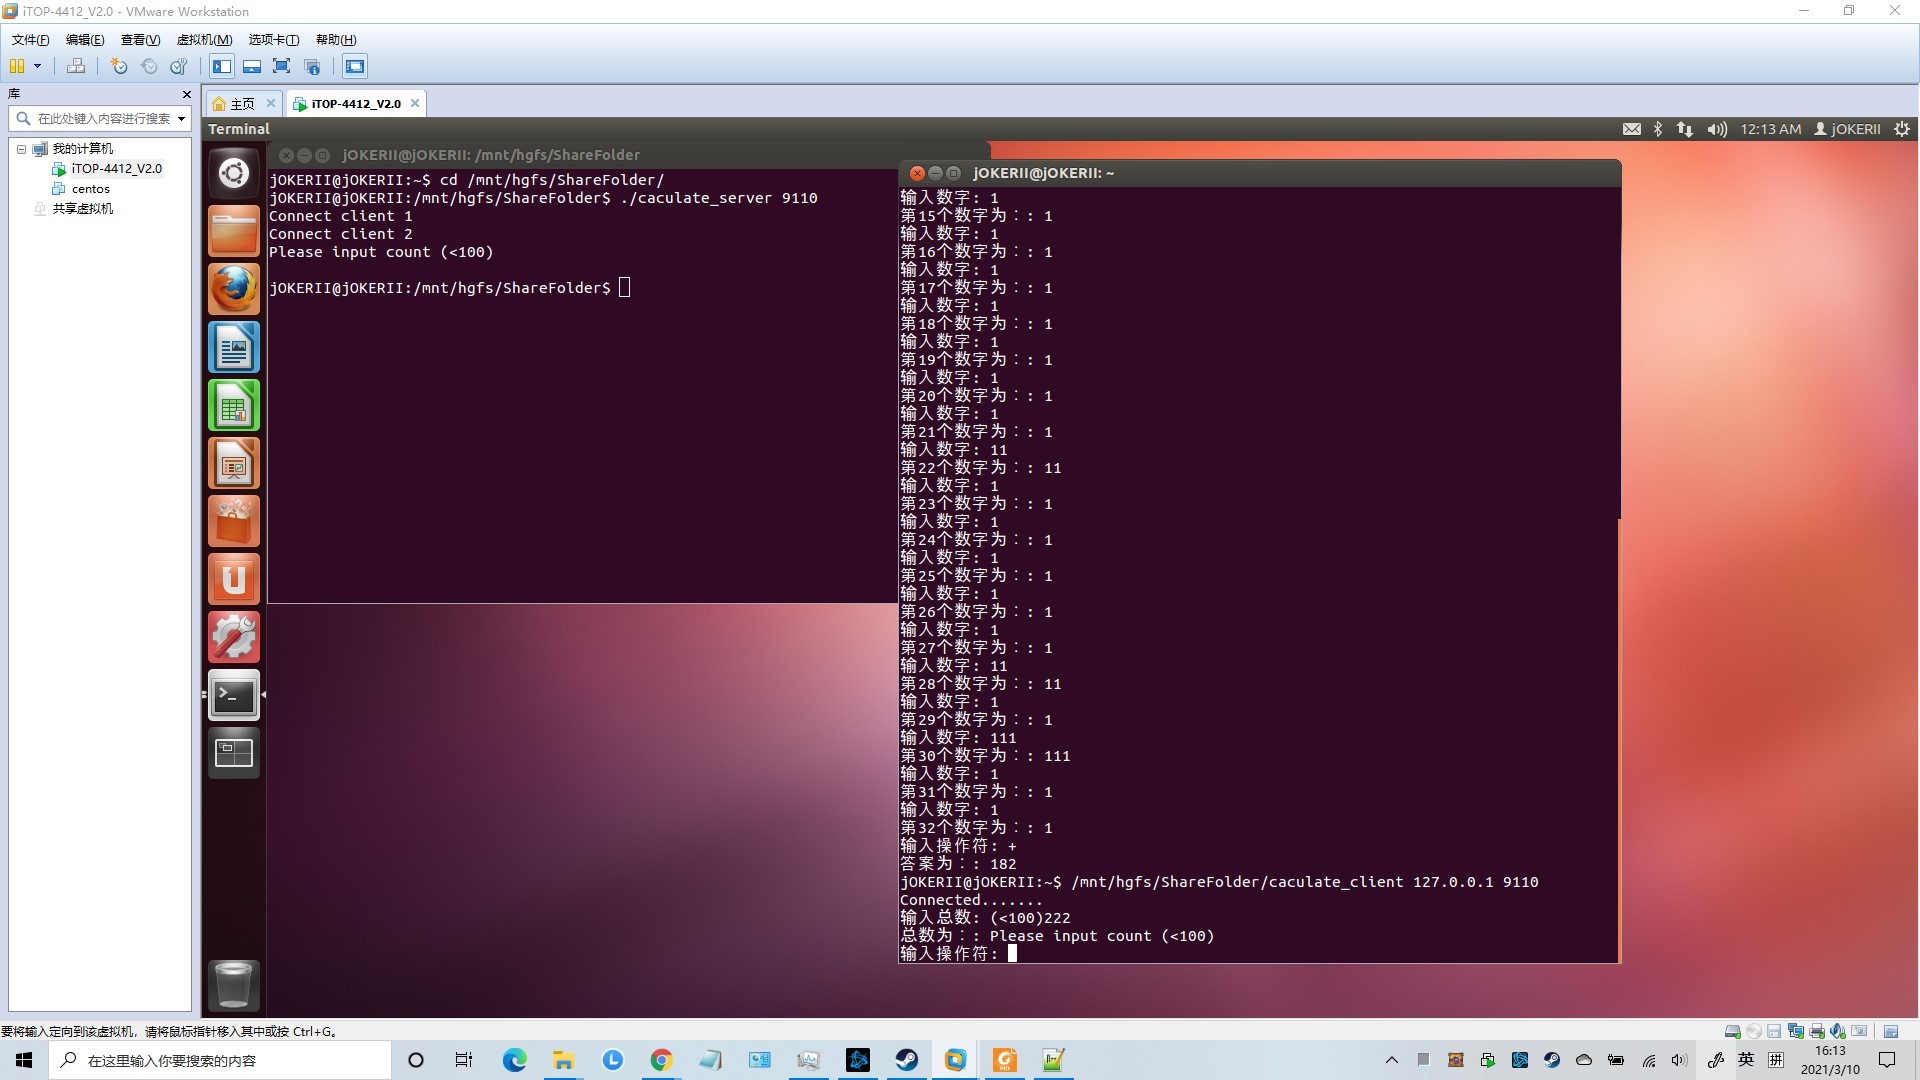 iTOP-4412_V2.0 - VMware Workstation
文件(F) 编辑(E) 查看(V) 虚拟机(M) 选项卡(T) 帮助(H)
库
在此处键入内容进行搜索
我的计算机
iTOP-4412_V2.0
centos
共享虚拟机
主页
iTOP-4412_V2.0
Terminal
12:13 AM jOKERII
jOKERII@jOKERII: /mnt/hgfs/ShareFolder
jOKERII@jOKERII:~$ cd /mnt/hgfs/ShareFolder/
jOKERII@jOKERII:/mnt/hgfs/ShareFolder$ ./caculate_server 9110
Connect client 1
Connect client 2
Please input count (<100)
jOKERII@jOKERII:/mnt/hgfs/ShareFolder$
jOKERII@jOKERII: ~
输入数字: 1
第15个数字为：: 1
输入数字: 1
第16个数字为：: 1
输入数字: 1
第17个数字为：: 1
输入数字: 1
第18个数字为：: 1
输入数字: 1
第19个数字为：: 1
输入数字: 1
第20个数字为：: 1
输入数字: 1
第21个数字为：: 1
输入数字: 11
第22个数字为：: 11
输入数字: 1
第23个数字为：: 1
输入数字: 1
第24个数字为：: 1
输入数字: 1
第25个数字为：: 1
输入数字: 1
第26个数字为：: 1
输入数字: 1
第27个数字为：: 1
输入数字: 11
第28个数字为：: 11
输入数字: 1
第29个数字为：: 1
输入数字: 111
第30个数字为：: 111
输入数字: 1
第31个数字为：: 1
输入数字: 1
第32个数字为：: 1
输入操作符: +
答案为：: 182
jOKERII@jOKERII:~$ /mnt/hgfs/ShareFolder/caculate_client 127.0.0.1 9110
Connected.......
输入总数: (<100)222
总数为：: Please input count (<100)
输入操作符:
要将输入定向到该虚拟机，请将鼠标指针移入其中或按 Ctrl+G。
在这里输入你要搜索的内容
英
拼
16:13
2021/3/10